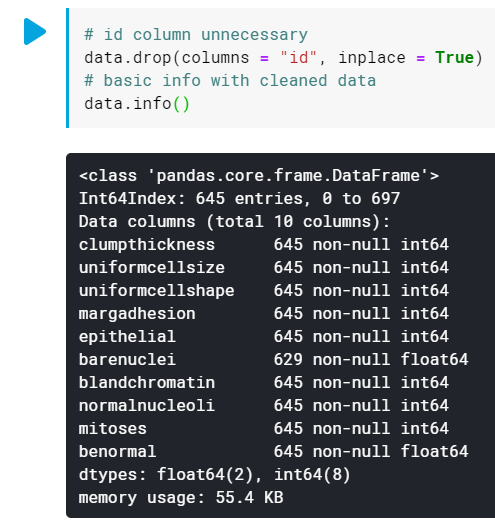 # id column unnecessary
data.drop(columns = "id", inplace = True)
# basic info with cleaned data
data.info()
<class 'pandas.core.frame.DataFrame'>
Int64Index: 645 entries, 0 to 697
Data columns (total 10 columns):
clumpthickness      645 non-null int64
uniformcellsize     645 non-null int64
uniformcellshape    645 non-null int64
margadhesion        645 non-null int64
epithelial          645 non-null int64
barenuclei          629 non-null float64
blandchromatin      645 non-null int64
normalnucleoli      645 non-null int64
mitoses             645 non-null int64
benormal            645 non-null float64
dtypes: float64(2), int64(8)
memory usage: 55.4 KB